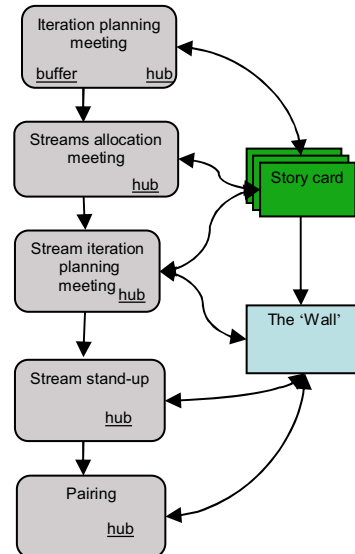 Iteration planning
meeting
buffer hub
Streams allocation
meeting
hub
Story card
Stream iteration
planning
meeting
hub
The ‘Wall’
Stream stand-up
hub
Pairing
hub